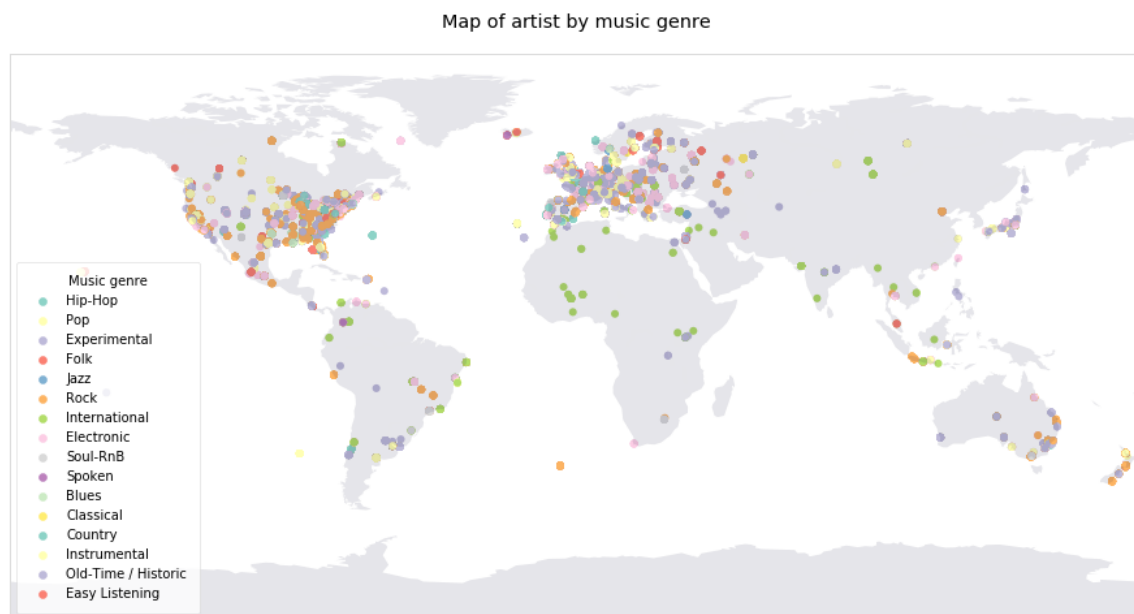 Map of artist by music genre
Music genre
Hip-Hop
Pop
Experimental
Folk
Jazz
Rock
International
Electronic
Soul-RnB
Spoken
Blues
Classical
Country
Instrumental
Old-Time / Historic
Easy Listening